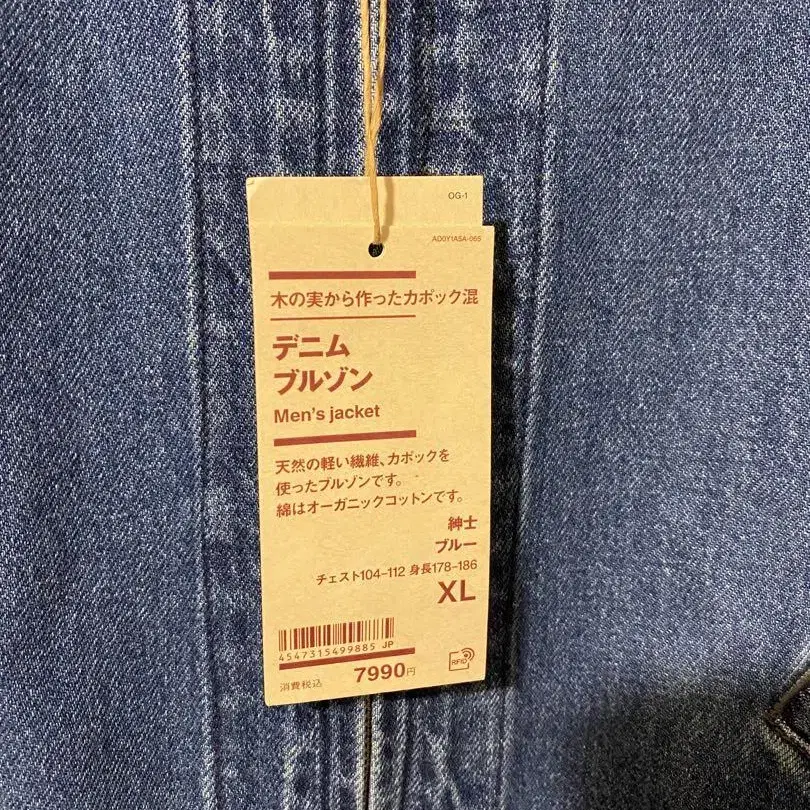 OG-1
AD0Y1A5A-065
木の実から作ったカポック混
デニム
ブルゾン
Men's jacket
天然の軽い繊維、カポックを
使ったブルゾンです。
綿はオーガニックコットンです。
紳士
ブルー
チェスト104-112 身長178-186
XL
4547315499885 JP
RFID
消費税込 7990円